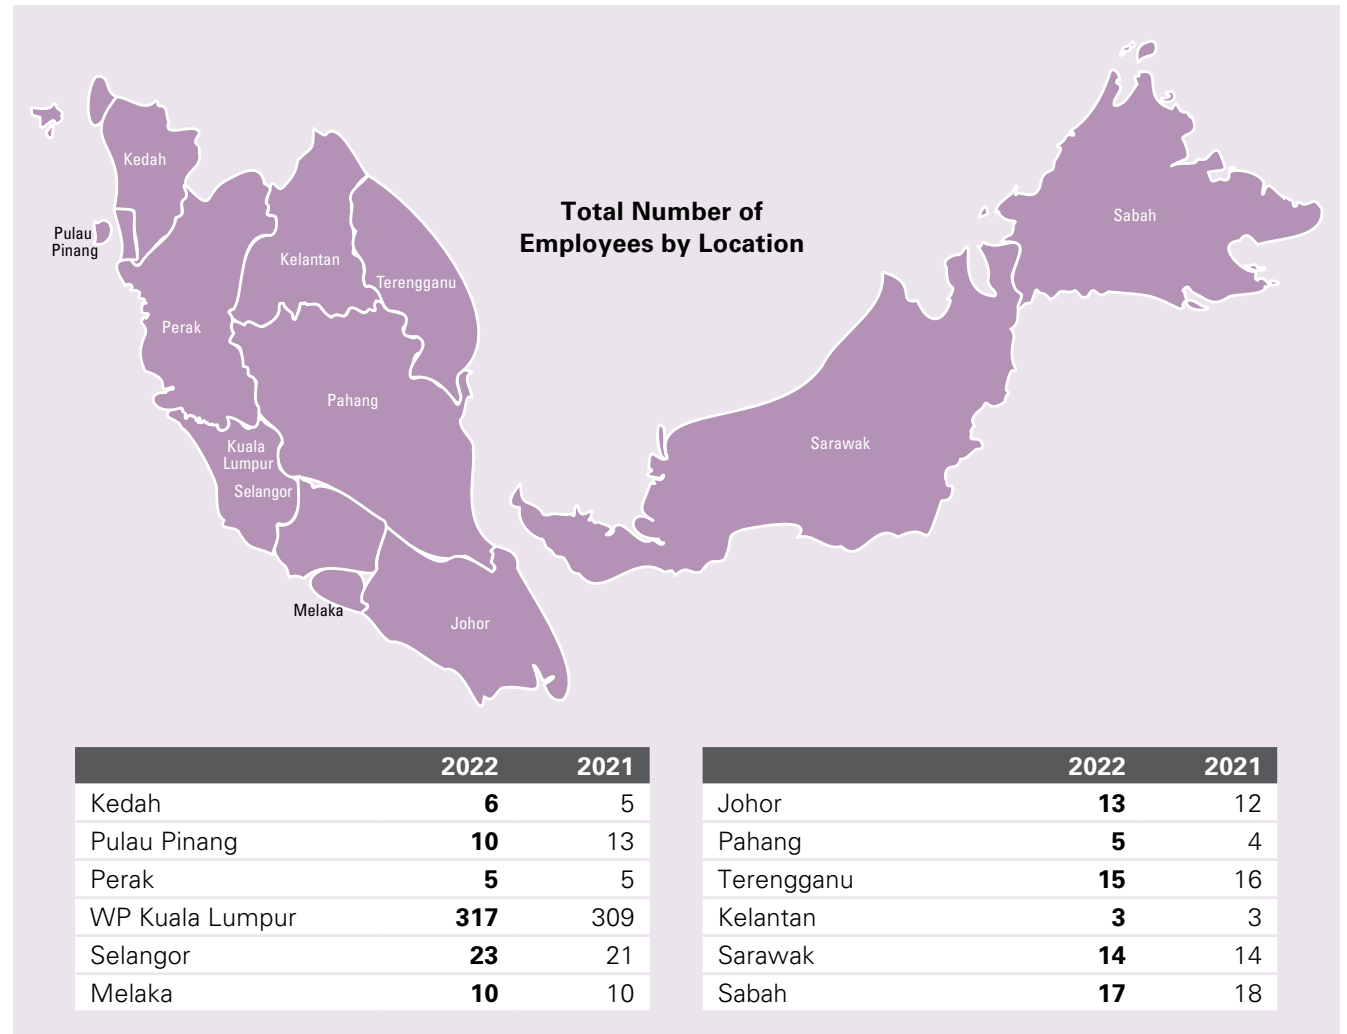 Total Number of
Employees by Location
Kedah
Pulau
Pinang
Kelantan
Terengganu
Perak
Pahang
Kuala
Lumpur
Selangor
Melaka
Johor
Sabah
Sarawak
2022 2021
Kedah 6 5
Pulau Pinang 10 13
Perak 5 5
WP Kuala Lumpur 317 309
Selangor 23 21
Melaka 10 10
2022 2021
Johor 13 12
Pahang 5 4
Terengganu 15 16
Kelantan 3 3
Sarawak 14 14
Sabah 17 18